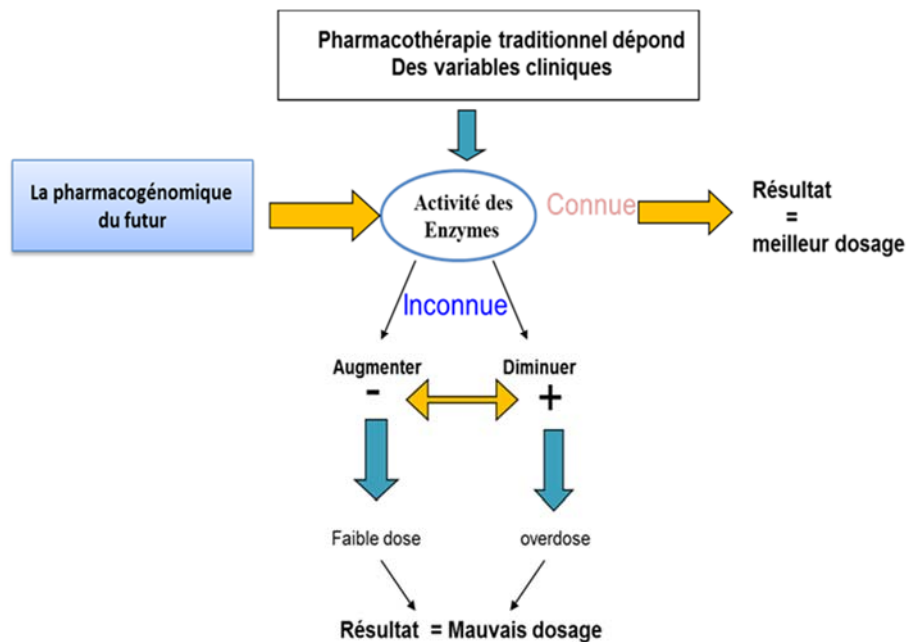 Pharmacothérapie traditionnel dépond
Des variables cliniques
La pharmacogénomique
du futur
Activité des
Enzymes
Connue
Résultat
=
meilleur dosage
Inconnue
Augmenter
Diminuer
-
+
Faible dose
overdose
Résultat = Mauvais dosage